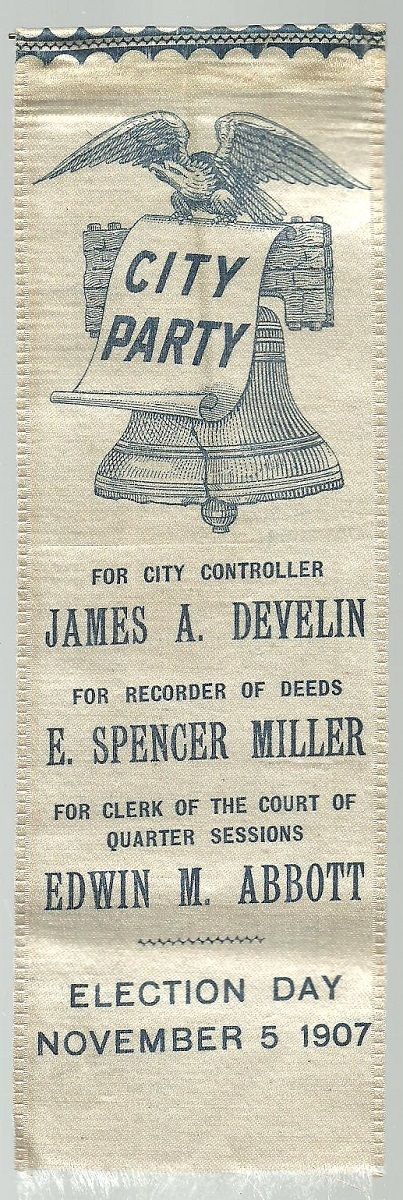 CITY
PARTY
FOR CITY CONTROLLER
JAMES A. DEVELIN
FOR RECORDER OF DEEDS
E. SPENCER MILLER
FOR CLERK OF THE COURT OF
QUARTER SESSIONS
EDWIN M. ABBOTT
ELECTION DAY
NOVEMBER 5 1907